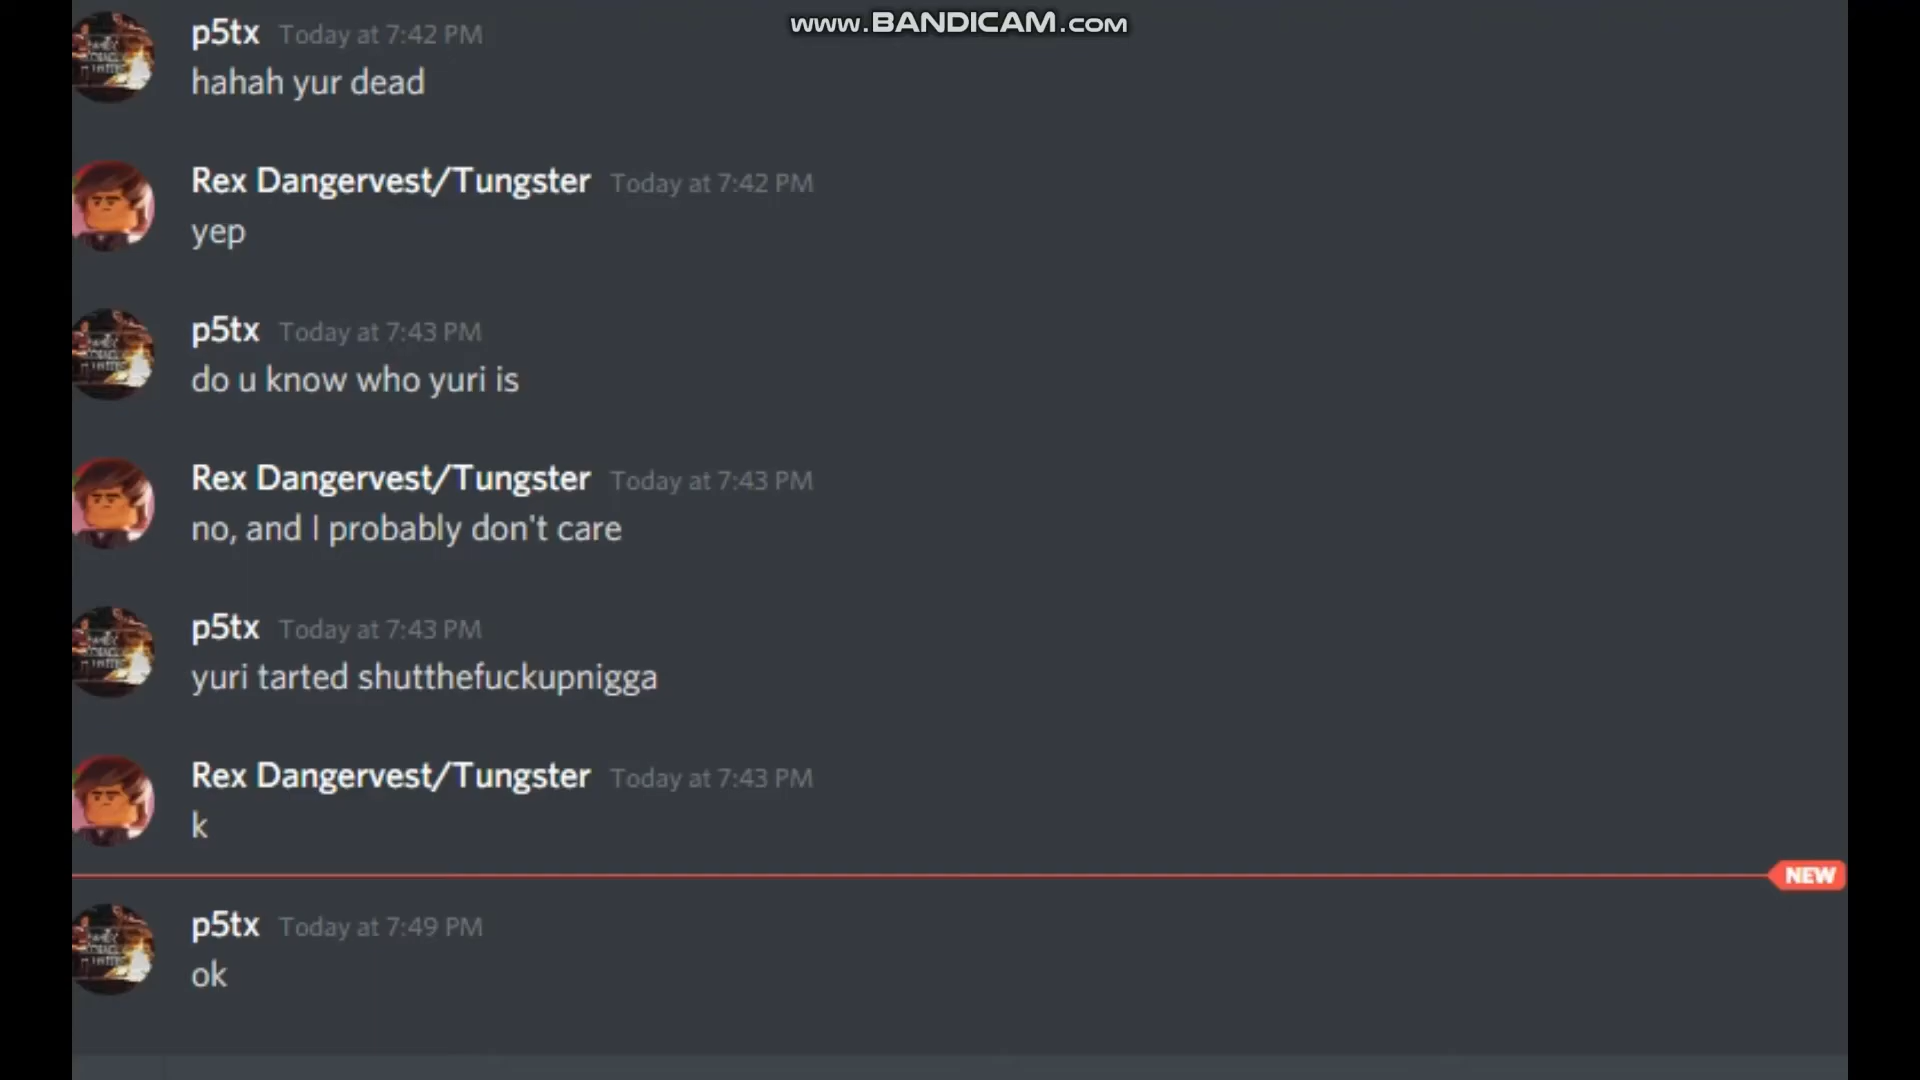 www.BANDICAM.com
p5tx Today at 7:42 PM
hahah yur dead
Rex Dangervest/Tungster Today at 7:42 PM
yep
p5tx Today at 7:43 PM
do u know who yuri is
Rex Dangervest/Tungster Today at 7:43 PM
no, and I probably don't care
p5tx Today at 7:43 PM
yuri tarted shutthefuckupnigga
Rex Dangervest/Tungster Today at 7:43 PM
k
NEW
p5tx Today at 7:49 PM
ok